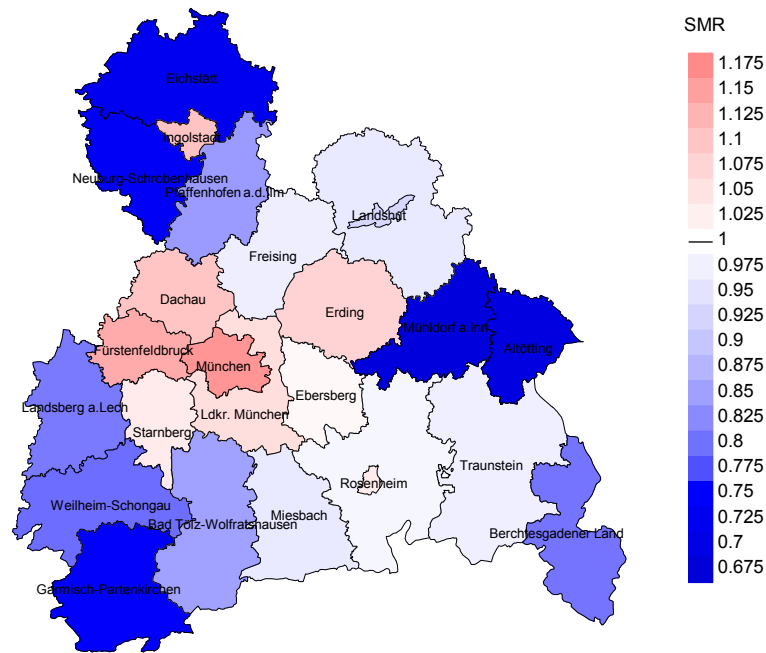 SMR
Eichstätt
Ingolstadt
Neuburg-Schrobenhausen
Pfaffenhofen a.d.Ilm
Landshut
Freising
Dachau
Erding
Mühldorf a.Inn
Altötting
Fürstenfeldbruck
München
Ebersberg
Landsberg a.Lech
Ldkr. München
Starnberg
Traunstein
Rosenheim
Weilheim-Schongau
Miesbach
Bad Tölz-Wolfratshausen
Berchtesgadener Land
Garmisch-Partenkirchen
1.175
1.15
1.125
1.1
1.075
1.05
1.025
1
0.975
0.95
0.925
0.9
0.875
0.85
0.825
0.8
0.775
0.75
0.725
0.7
0.675